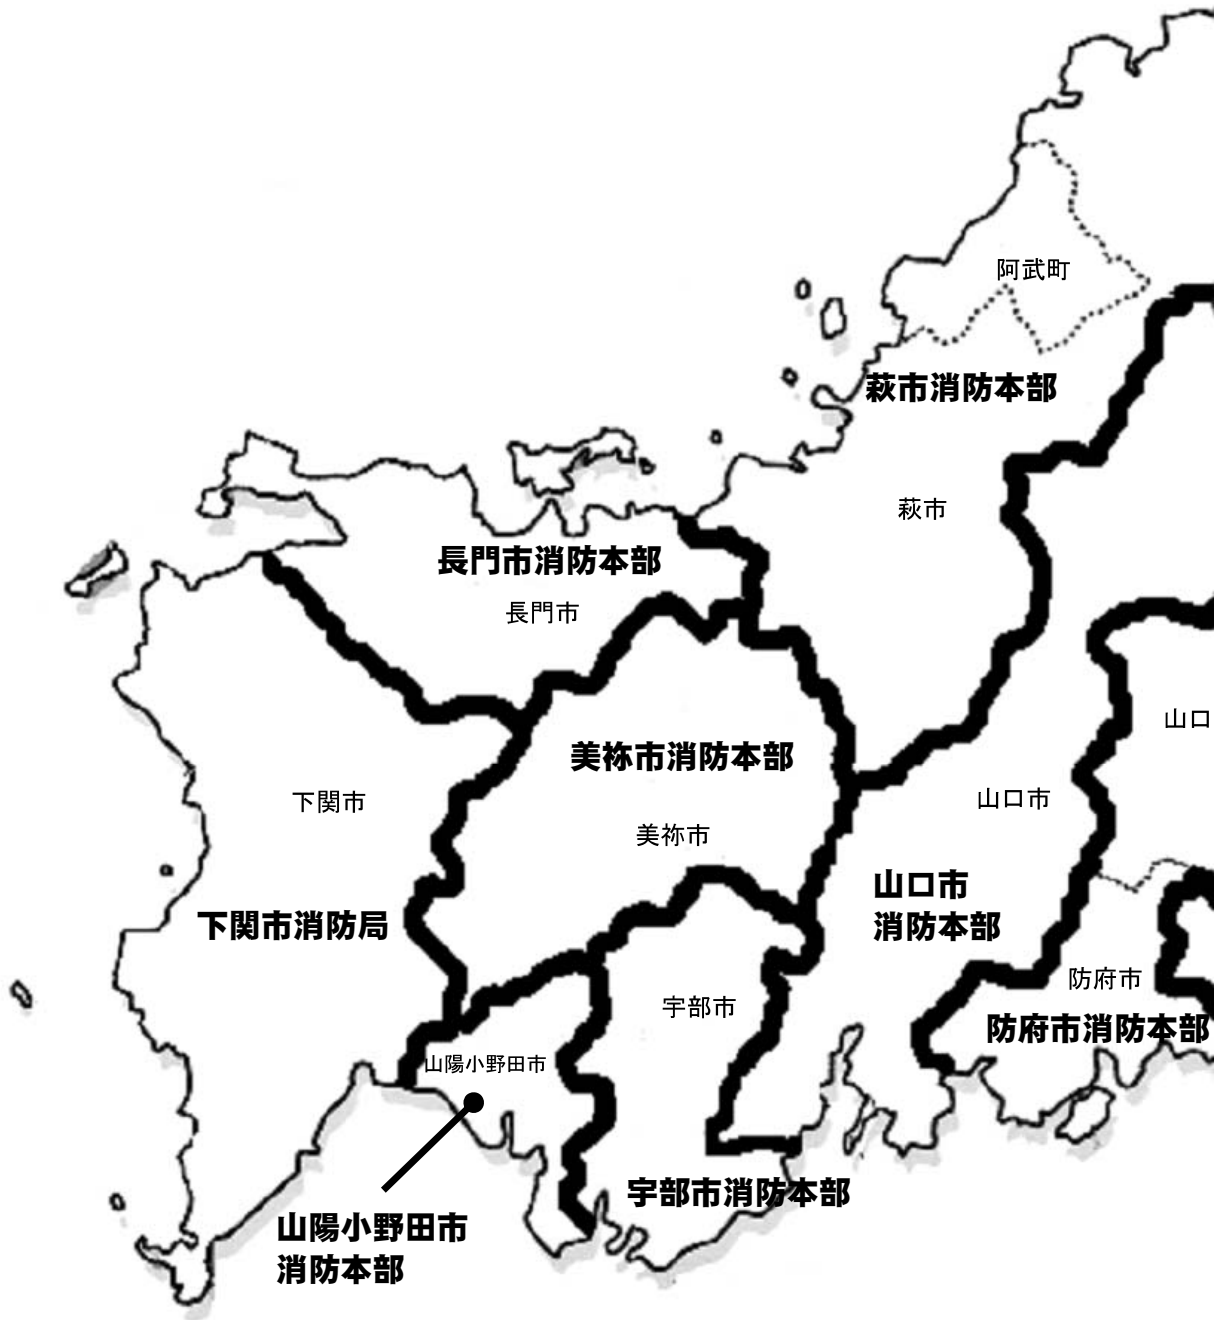 阿武町
萩市消防本部
萩市
長門市消防本部
長門市
山口
美祢市消防本部
下関市
山口市
美祢市
山口市
消防本部
下関市消防局
防府市
宇部市
防府市消防本部
山陽小野田市
宇部市消防本部
山陽小野田市
消防本部